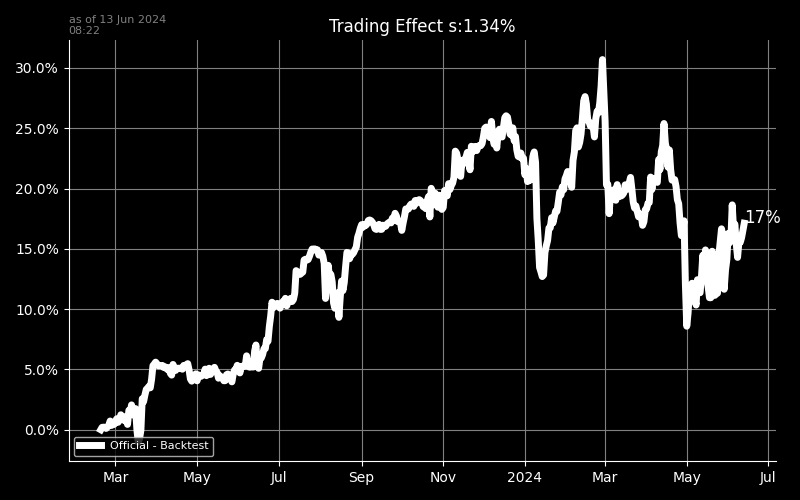 as of 13 Jun 2024
08:22
Trading Effect s:1.34%
30.0%
25.0%
20.0%
15.0%
10.0%
5.0%
0.0%
17%
Official - Backtest
Mar May Jul Sep Nov 2024 Mar May Jul